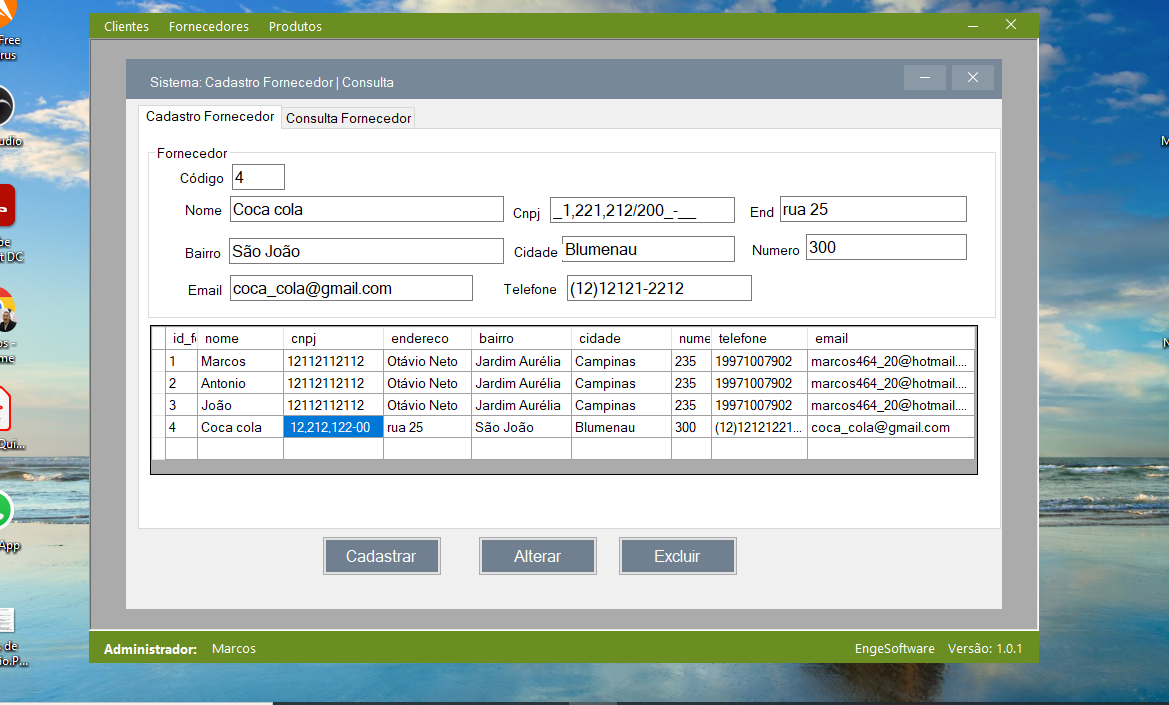 Clientes Fornecedores Produtos
Free
rus
Sistema: Cadastro Fornecedor | Consulta
Cadastro Fornecedor Consulta Fornecedor
Fornecedor
Código 4
Nome Coca cola Cnpj _1,221,212/200_-__ End rua 25
Bairro São João Cidade Blumenau Numero 300
Email coca_cola@gmail.com Telefone (12)12121-2212
id_f nome cnpj endereco bairro cidade nume telefone email
1 Marcos 12112112112 Otávio Neto Jardim Aurélia Campinas 235 19971007902 marcos464_20@hotmail....
2 Antonio 12112112112 Otávio Neto Jardim Aurélia Campinas 235 19971007902 marcos464_20@hotmail....
3 João 12112112112 Otávio Neto Jardim Aurélia Campinas 235 19971007902 marcos464_20@hotmail....
4 Coca cola 12,212,122-00 rua 25 São João Blumenau 300 (12)12121221... coca_cola@gmail.com
Cadastrar Alterar Excluir
Administrador: Marcos EngeSoftware Versão: 1.0.1
udio
t DC
os -
me
Qui...
App
s de
io.P...